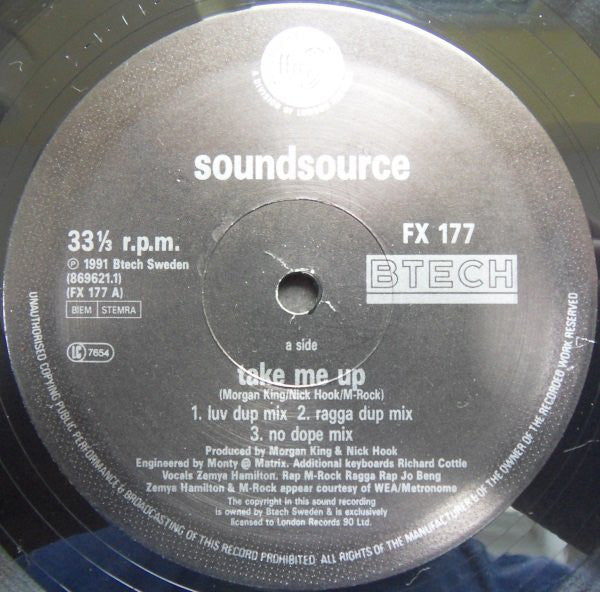 ffrr
A DIVISION OF LONDON
soundsource
33⅓ r.p.m.
℗ 1991 Btech Sweden
(869621.1)
(FX 177 A)
BIEM STEMRA
LC 7654
FX 177
BTECH
a side
take me up
(Morgan King/Nick Hook/M-Rock)
1. luv dup mix 2. ragga dup mix
3. no dope mix
Produced by Morgan King & Nick Hook
Engineered by Monty @ Matrix. Additional keyboards Richard Cottle
Vocals Zemya Hamilton. Rap M-Rock Ragga Rap Jo Beng
Zemya Hamilton & M-Rock appear courtesy of WEA/Metronome
The copyright in this sound recording
is owned by Btech Sweden & is exclusively
licensed to London Records 90 Ltd.
UNAUTHORISED COPYING PUBLIC PERFORMANCE & BROADCASTING OF THIS RECORD PROHIBITED. ALL RIGHTS OF THE MANUFACTURER & OF THE OWNER OF THE RECORDED WORK RESERVED